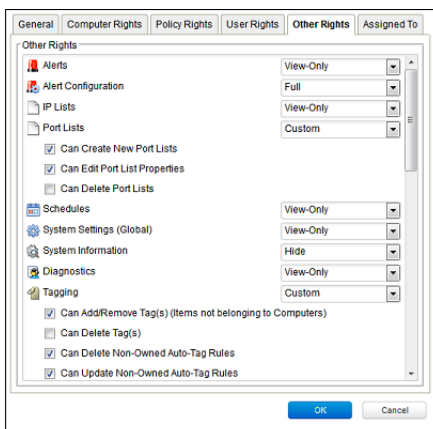 General Computer Rights Policy Rights User Rights Other Rights Assigned To
Other Rights
Alerts View-Only
Alert Configuration Full
IP Lists View-Only
Port Lists Custom
Can Create New Port Lists
Can Edit Port List Properties
Can Delete Port Lists
Schedules View-Only
System Settings (Global) View-Only
System Information Hide
Diagnostics View-Only
Tagging Custom
Can Add/Remove Tag(s) (Items not belonging to Computers)
Can Delete Tag(s)
Can Delete Non-Owned Auto-Tag Rules
Can Update Non-Owned Auto-Tag Rules
OK Cancel